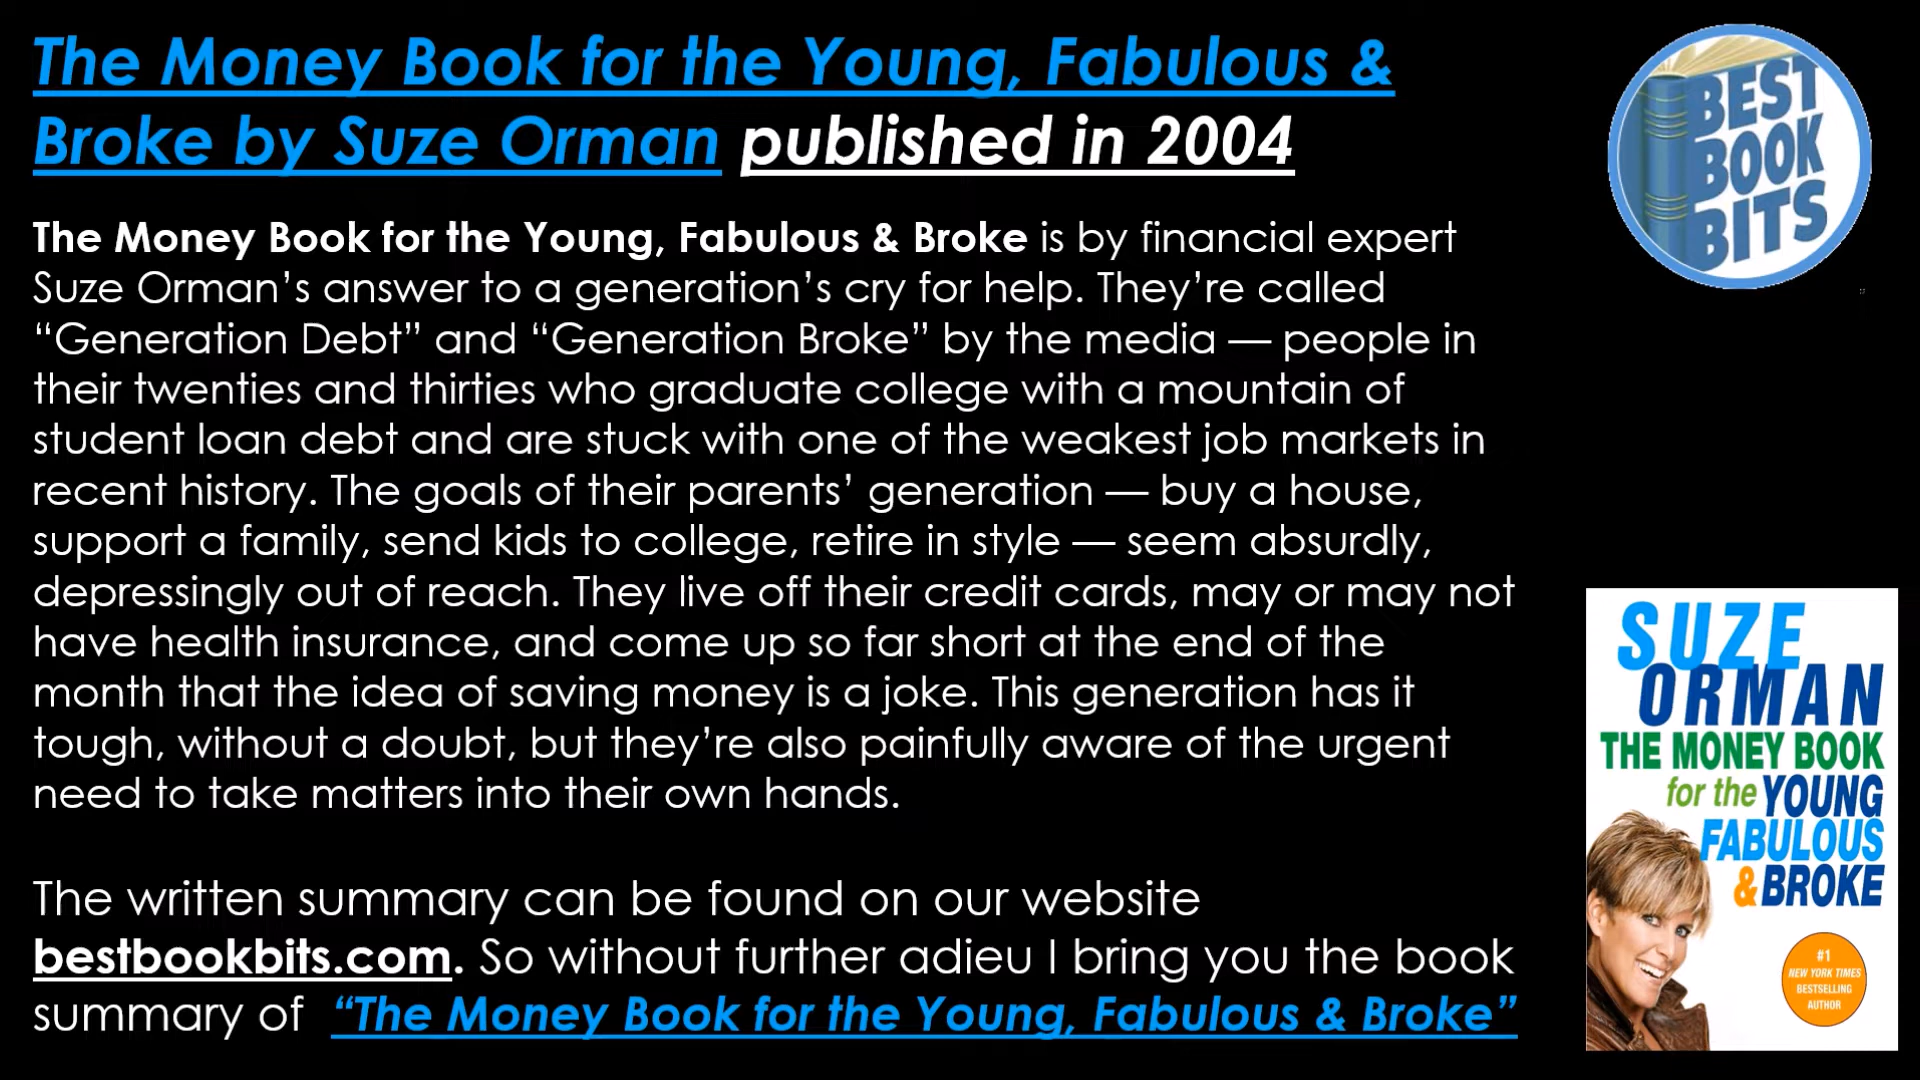 The Money Book for the Young, Fabulous &
Broke by Suze Orman published in 2004
The Money Book for the Young, Fabulous & Broke is by financial expert
Suze Orman’s answer to a generation’s cry for help. They’re called
“Generation Debt” and “Generation Broke” by the media — people in
their twenties and thirties who graduate college with a mountain of
student loan debt and are stuck with one of the weakest job markets in
recent history. The goals of their parents’ generation — buy a house,
support a family, send kids to college, retire in style — seem absurdly,
depressingly out of reach. They live off their credit cards, may or may not
have health insurance, and come up so far short at the end of the
month that the idea of saving money is a joke. This generation has it
tough, without a doubt, but they’re also painfully aware of the urgent
need to take matters into their own hands.
The written summary can be found on our website
bestbookbits.com. So without further adieu I bring you the book
summary of “The Money Book for the Young, Fabulous & Broke”
BEST
BOOK
BITS
SUZE
ORMAN
THE MONEY BOOK
for the YOUNG
FABULOUS
& BROKE
#1
NEW YORK TIMES
BESTSELLING
AUTHOR